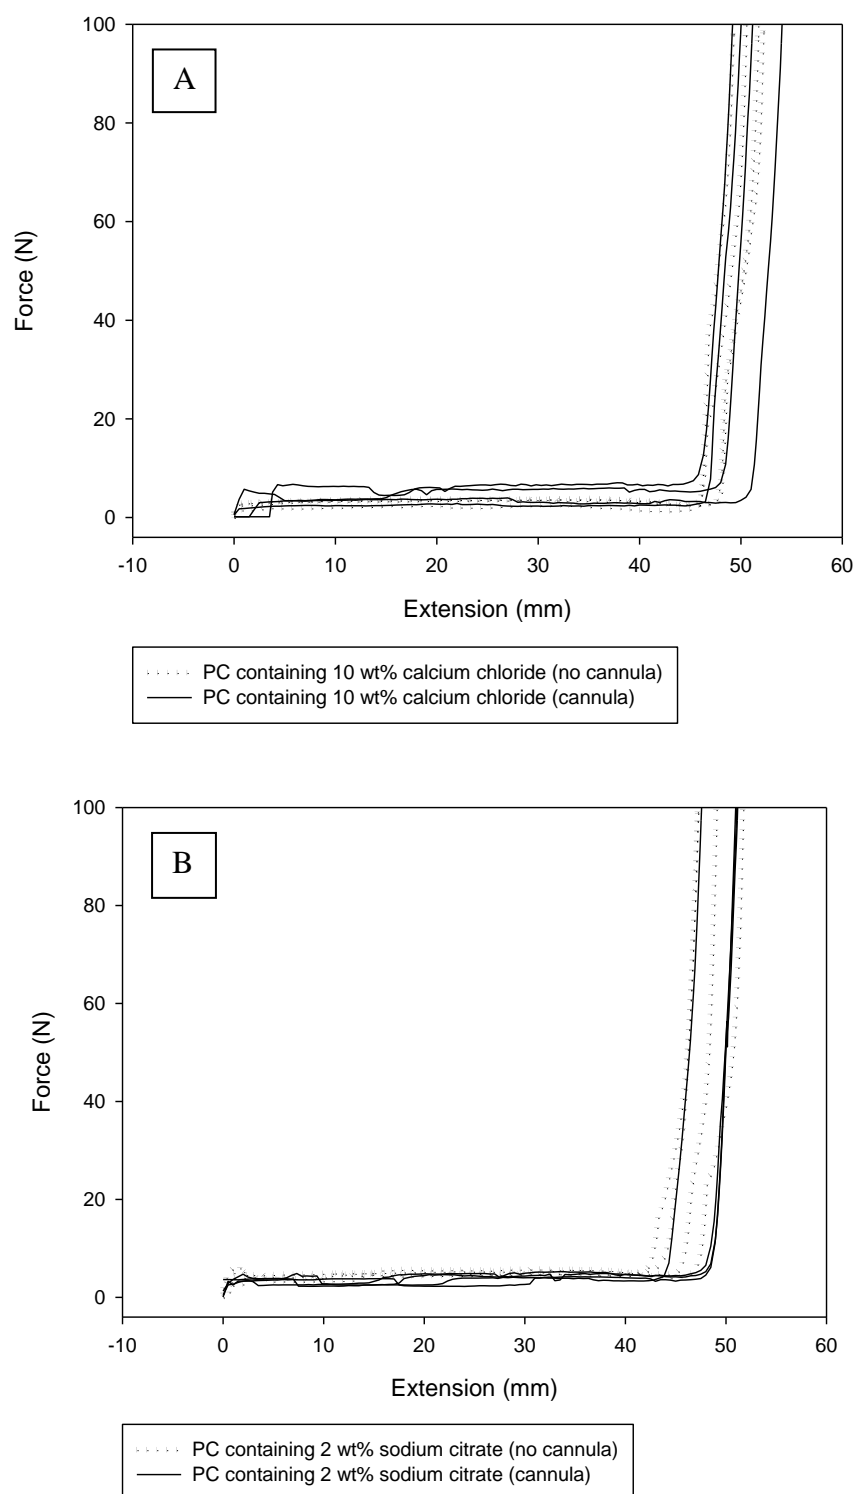 100
A
80
60
Force (N)
40
20
0
-10 0 10 20 30 40 50 60
Extension (mm)
PC containing 10 wt% calcium chloride (no cannula)
PC containing 10 wt% calcium chloride (cannula)
100
B
80
60
Force (N)
40
20
0
-10 0 10 20 30 40 50 60
Extension (mm)
PC containing 2 wt% sodium citrate (no cannula)
PC containing 2 wt% sodium citrate (cannula)